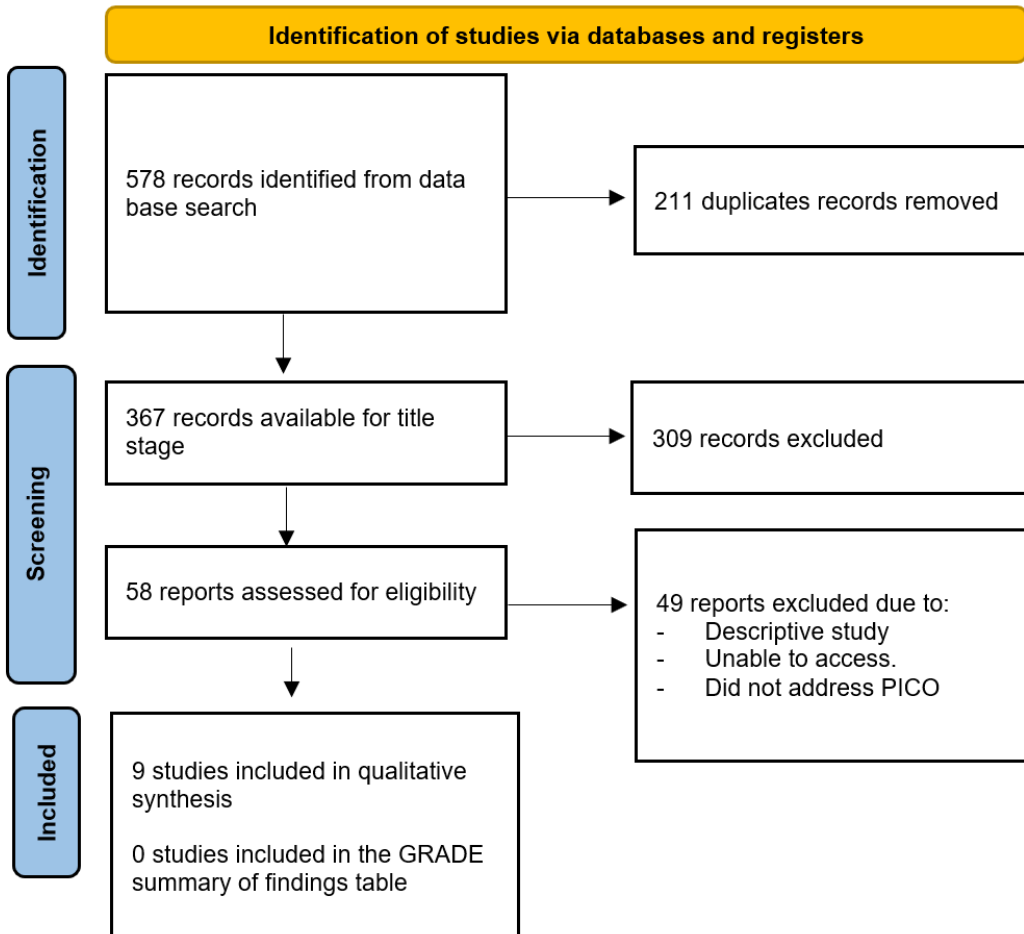 Identification of studies via databases and registers
Identification
578 records identified from data
base search
211 duplicates records removed
Screening
367 records available for title
stage
309 records excluded
58 reports assessed for eligibility
49 reports excluded due to:
- Descriptive study
- Unable to access.
- Did not address PICO
Included
9 studies included in qualitative
synthesis
0 studies included in the GRADE
summary of findings table